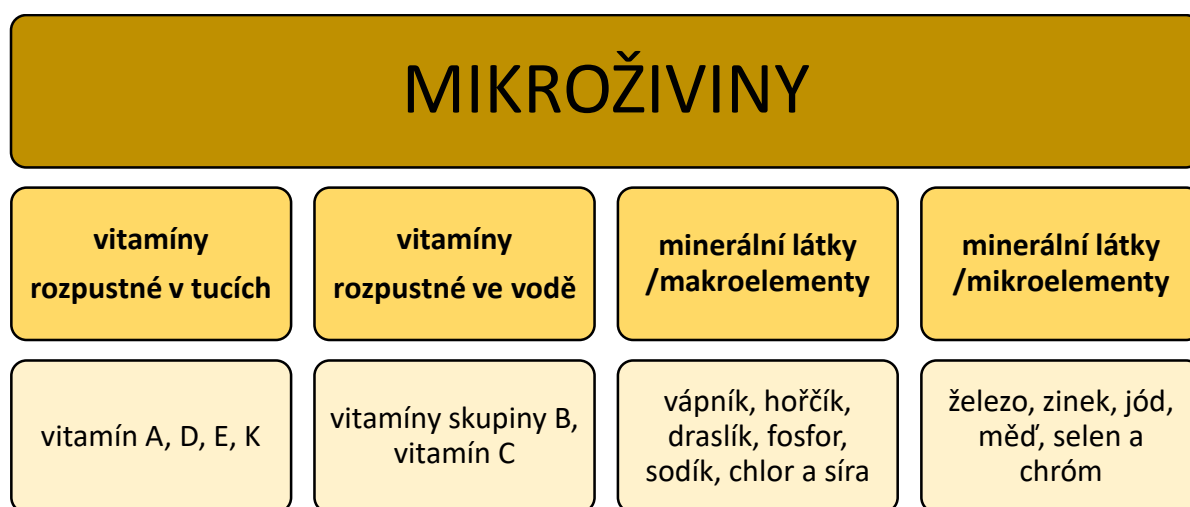 MIKROŽIVINY
vitamíny
rozpustné v tucích
vitamíny
rozpustné ve vodě
minerální látky
/makroelementy
minerální látky
/mikroelementy
vitamín A, D, E, K
vitamíny skupiny B,
vitamín C
vápník, hořčík,
draslík, fosfor,
sodík, chlor a síra
železo, zinek, jód,
měď, selen a
chróm